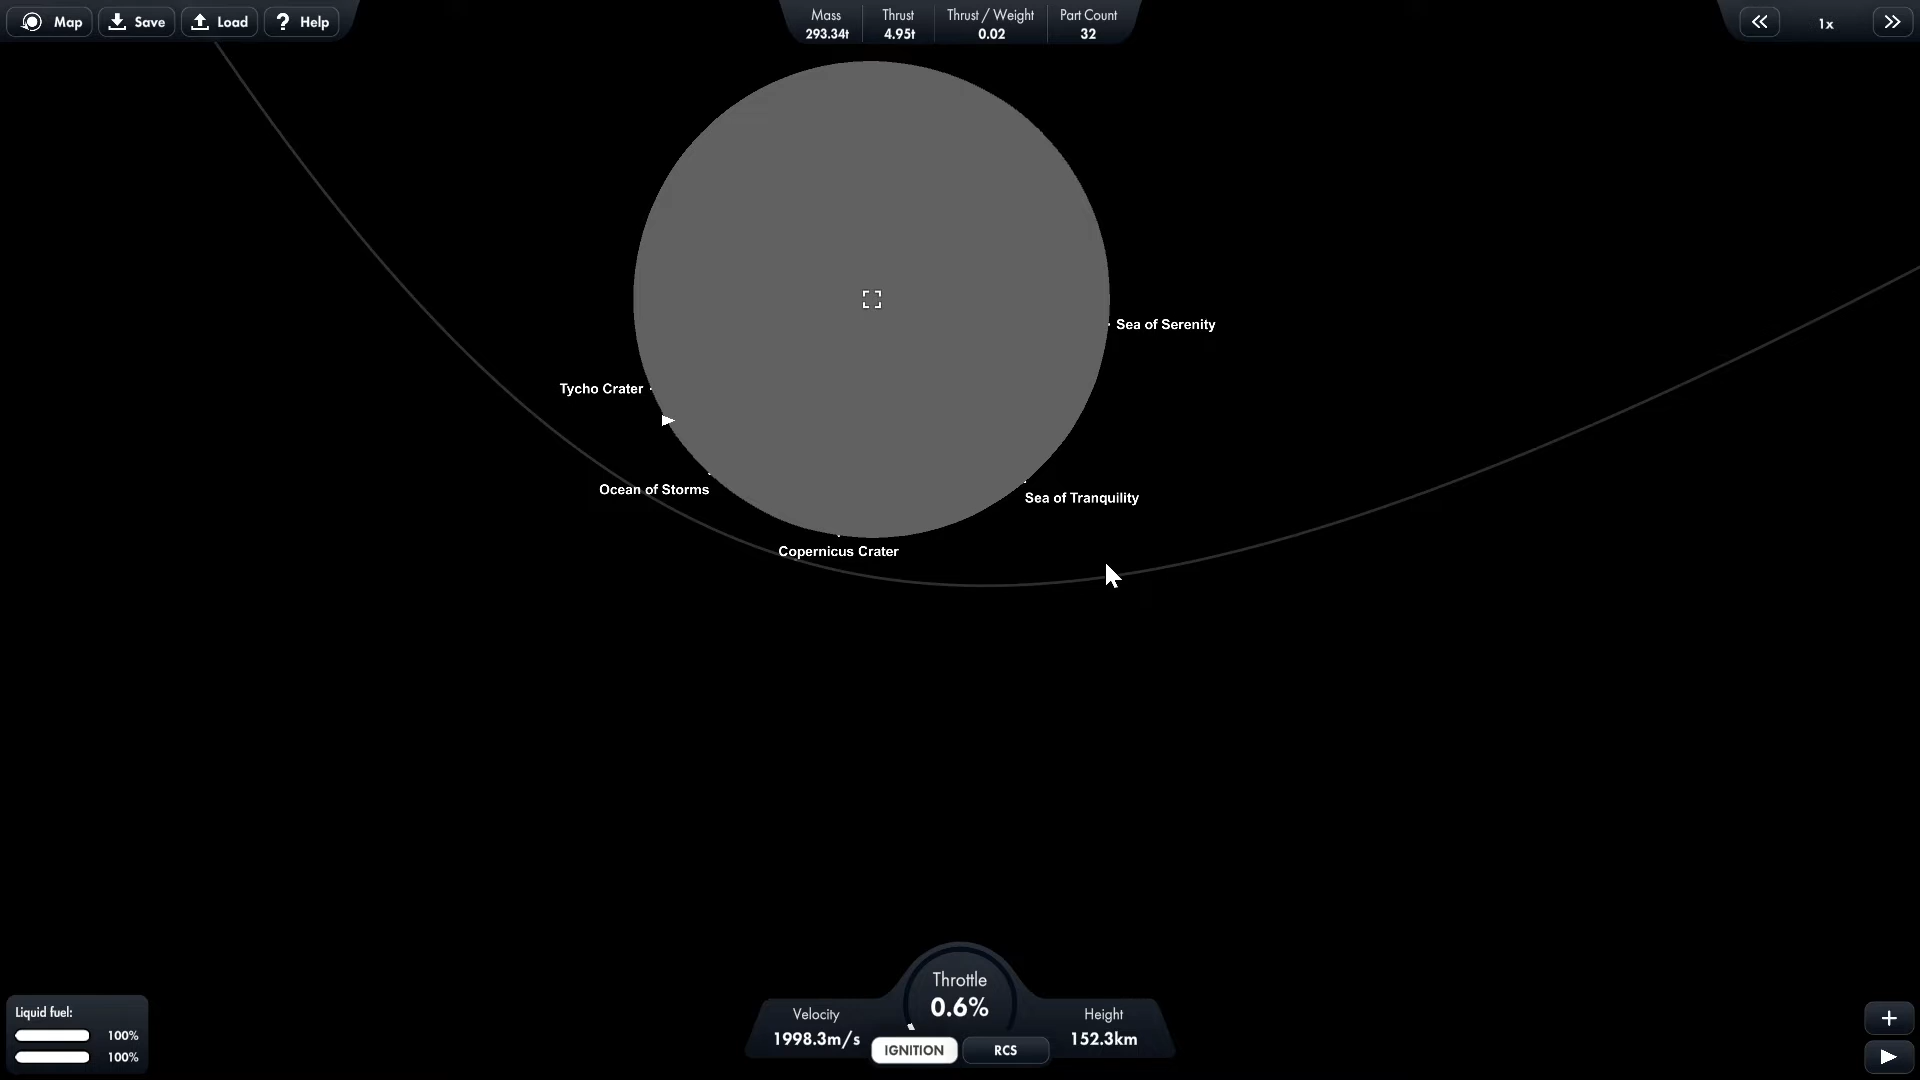 Map
Save
Load
Help
Mass
293.34t
Thrust
4.95t
Thrust / Weight
0.02
Part Count
32
1x
Sea of Serenity
Tycho Crater
Ocean of Storms
Sea of Tranquility
Copernicus Crater
Liquid fuel:
100%
100%
Throttle
0.6%
Velocity
1998.3m/s
IGNITION
RCS
Height
152.3km